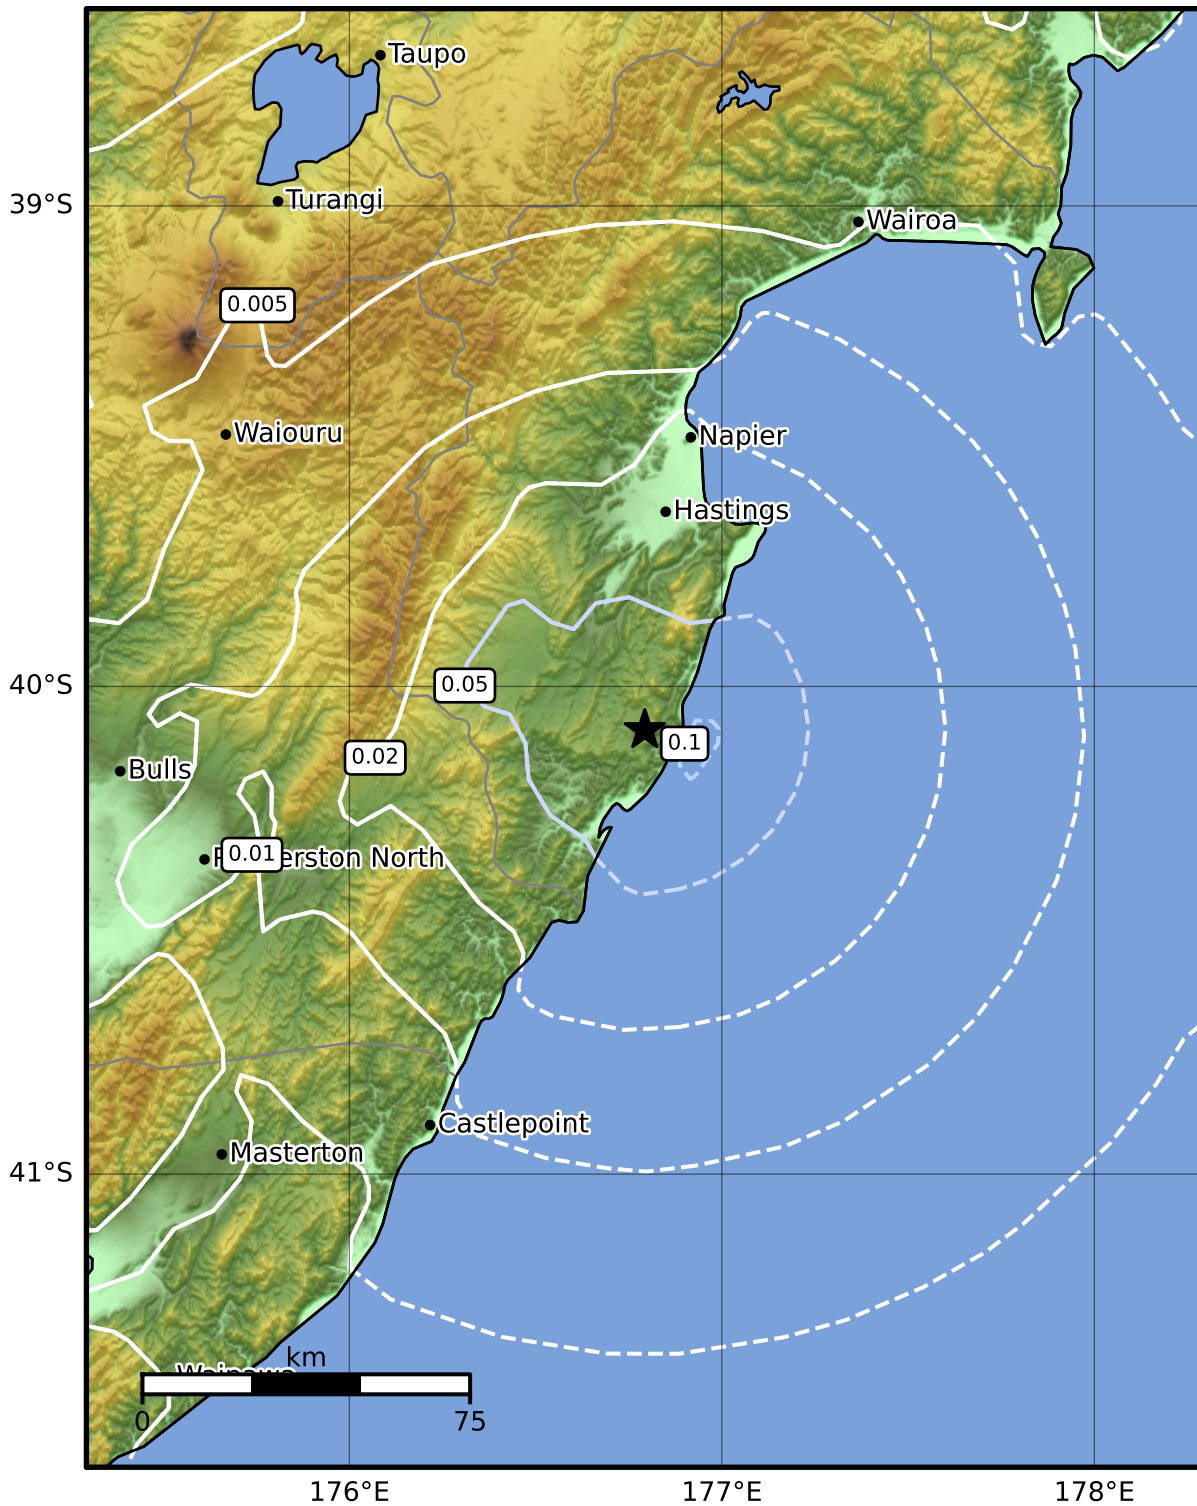 Taupo
39°S
Turangi
Wairoa
0.005
Waiouru
Napier
Hastings
40°S
0.05
0.1
0.02
Bulls
0.01
erston North
Castlepoint
Masterton
41°S
km
0
75
176°E
177°E
178°E